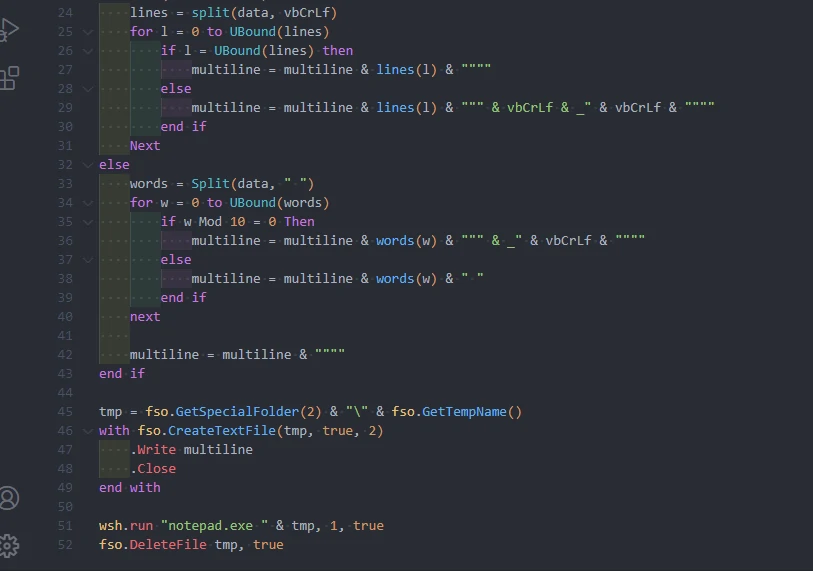 24 lines = split(data, vbCrLf)
25 for l = 0 to UBound(lines)
26 if l = UBound(lines) then
27 multiline = multiline & lines(l) & """"
28 else
29 multiline = multiline & lines(l) & """ & vbCrLf & _" & vbCrLf & """"
30 end if
31 Next
32 else
33 words = Split(data, " ")
34 for w = 0 to UBound(words)
35 if w Mod 10 = 0 Then
36 multiline = multiline & words(w) & """ & _" & vbCrLf & """"
37 else
38 multiline = multiline & words(w) & " "
39 end if
40 next
41
42 multiline = multiline & """"
43 end if
44
45 tmp = fso.GetSpecialFolder(2) & "\" & fso.GetTempName()
46 with fso.CreateTextFile(tmp, true, 2)
47 .Write multiline
48 .Close
49 end with
50
51 wsh.run "notepad.exe " & tmp, 1, true
52 fso.DeleteFile tmp, true